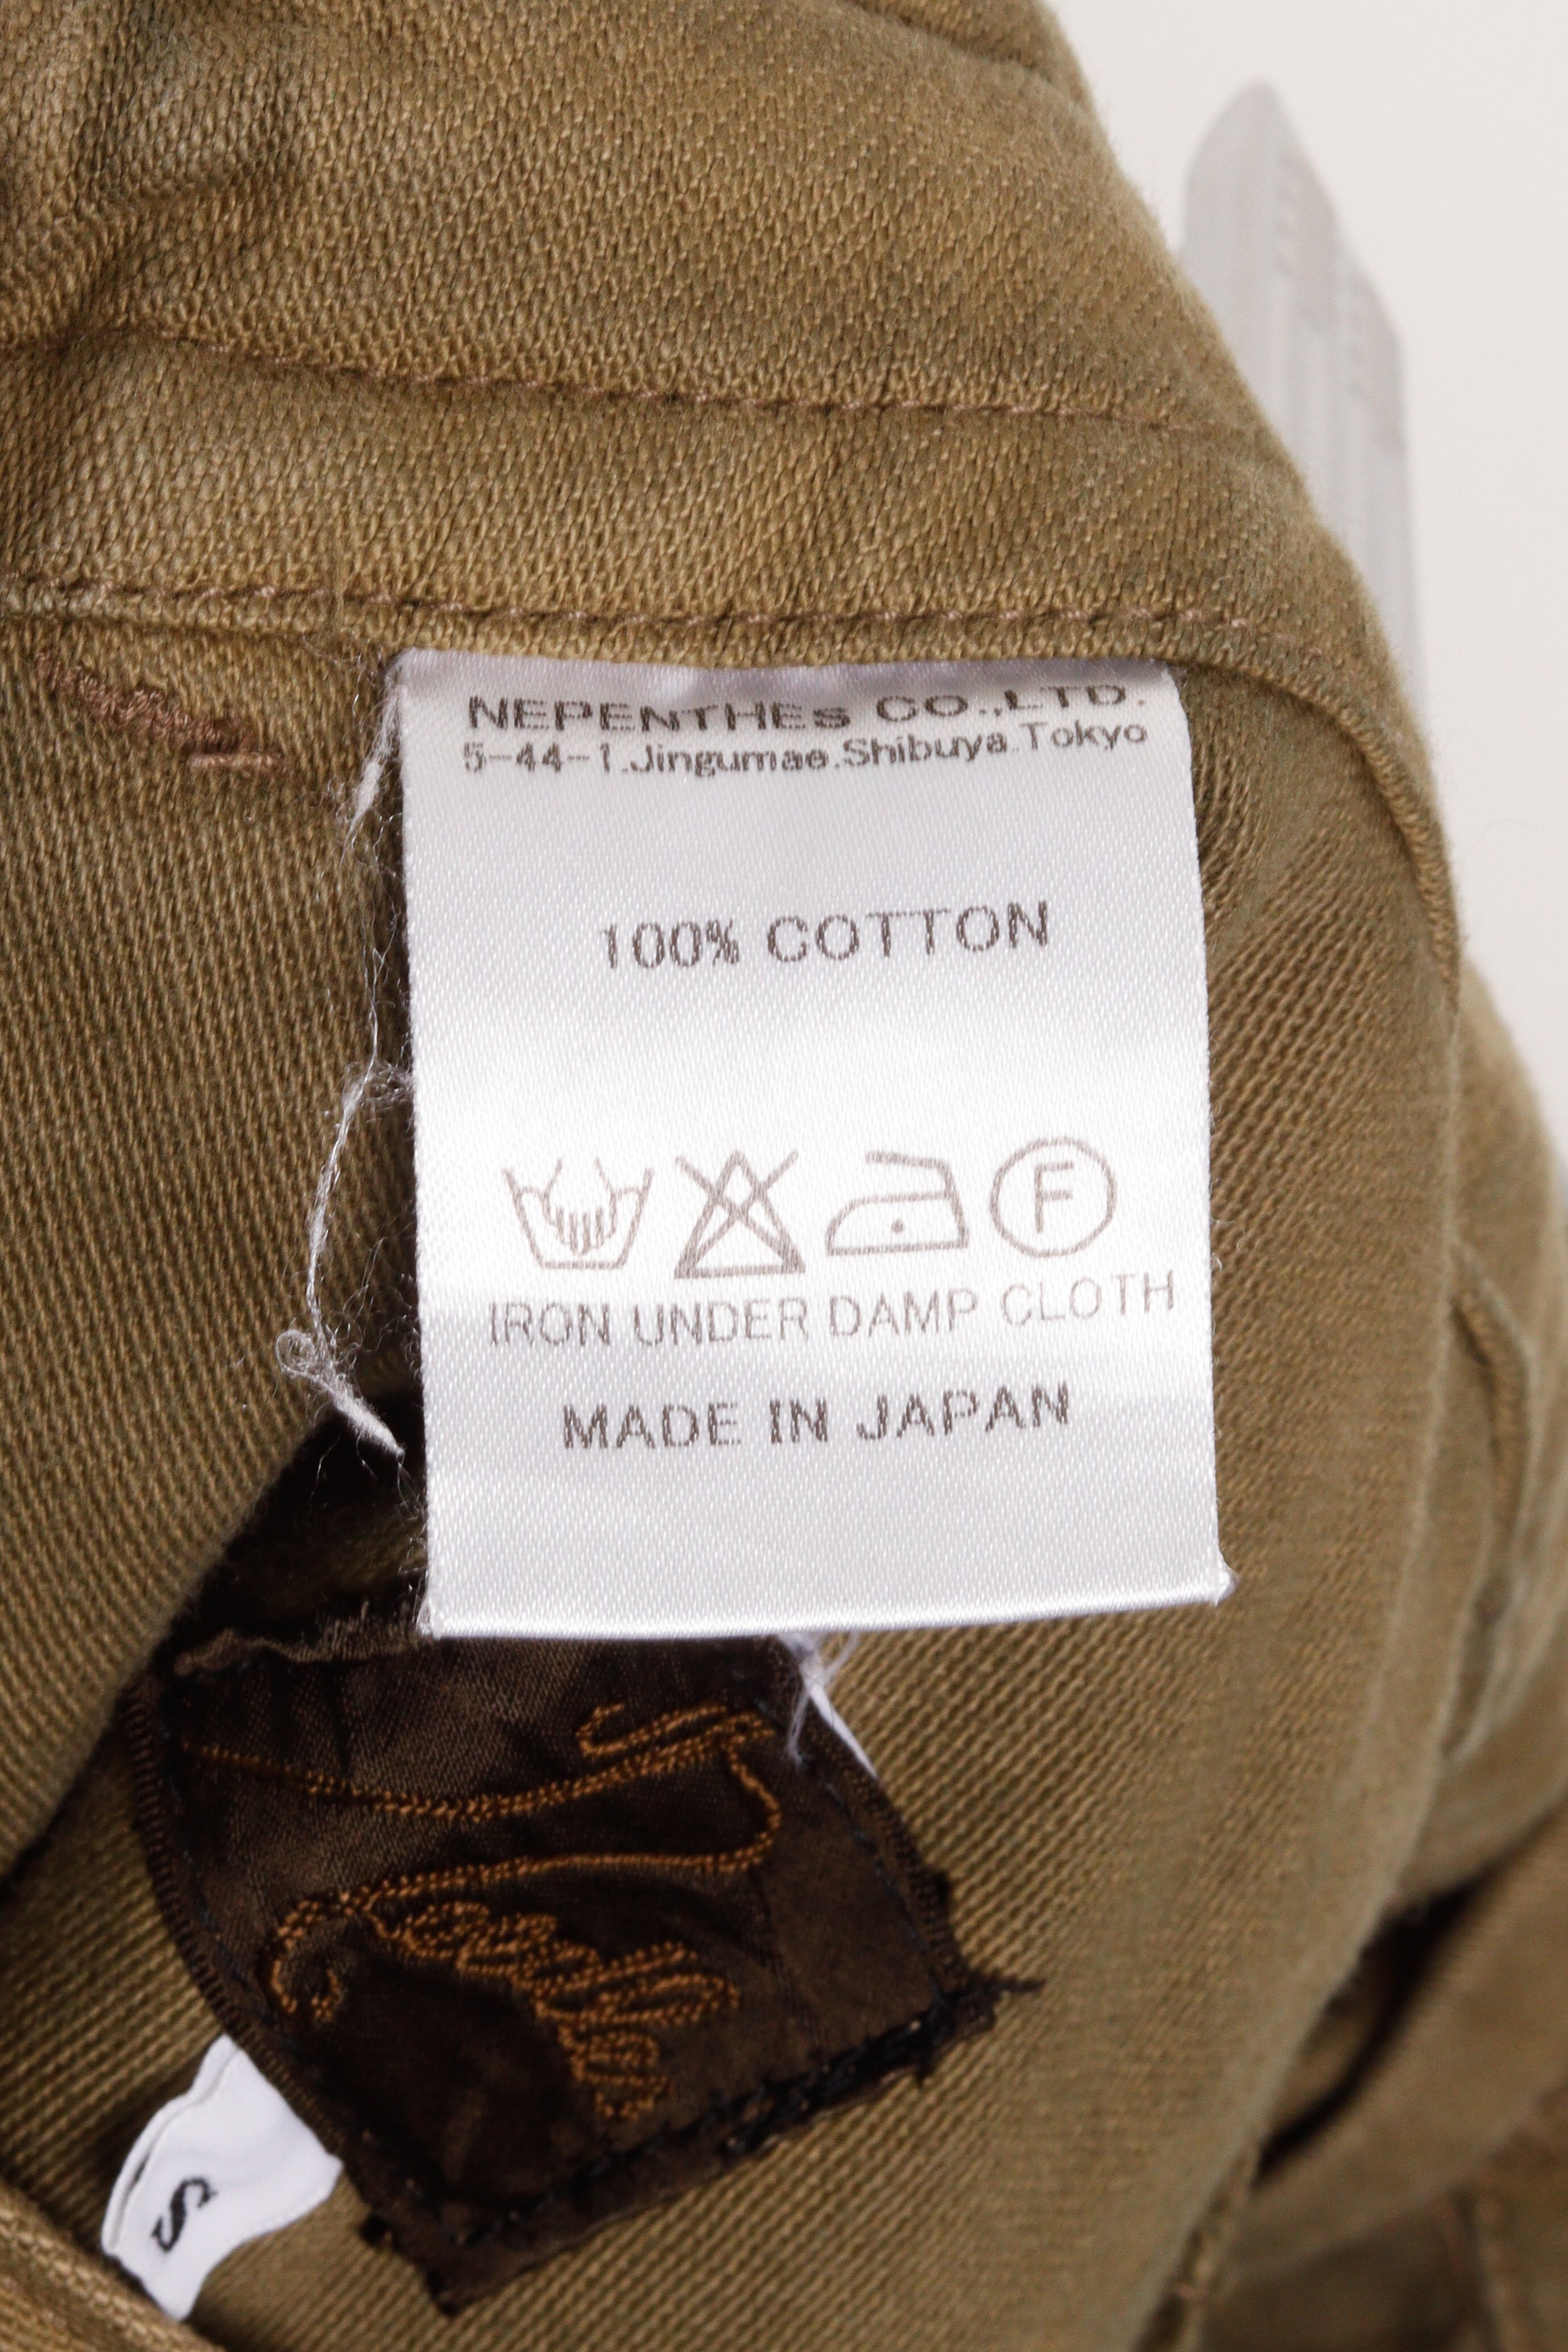 NEPENTHES CO.,LTD.
5-44-1.Jingumae.Shibuya.Tokyo
100% COTTON
F
IRON UNDER DAMP CLOTH
MADE IN JAPAN
S